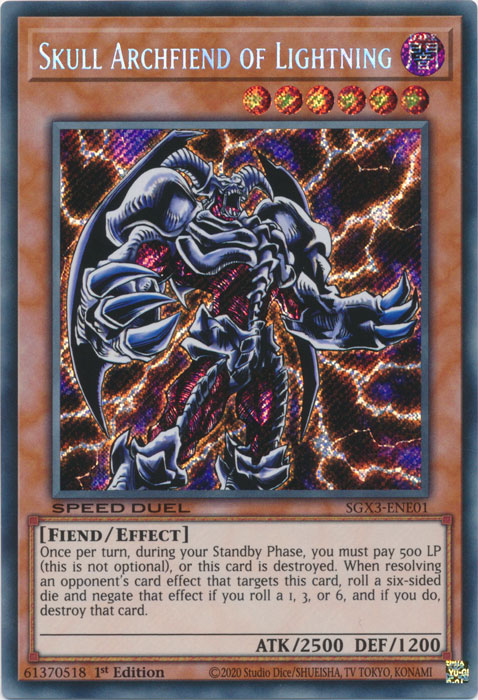 SKULL ARCHFIEND OF LIGHTNING
闇
SPEED DUEL
SGX3-ENE01
[FIEND/EFFECT]
Once per turn, during your Standby Phase, you must pay 500 LP
(this is not optional), or this card is destroyed. When resolving
an opponent's card effect that targets this card, roll a six-sided
die and negate that effect if you roll a 1, 3, or 6, and if you do,
destroy that card.
ATK/2500 DEF/1200
61370518 1st Edition
©2020 Studio Dice/SHUEISHA, TV TOKYO, KONAMI